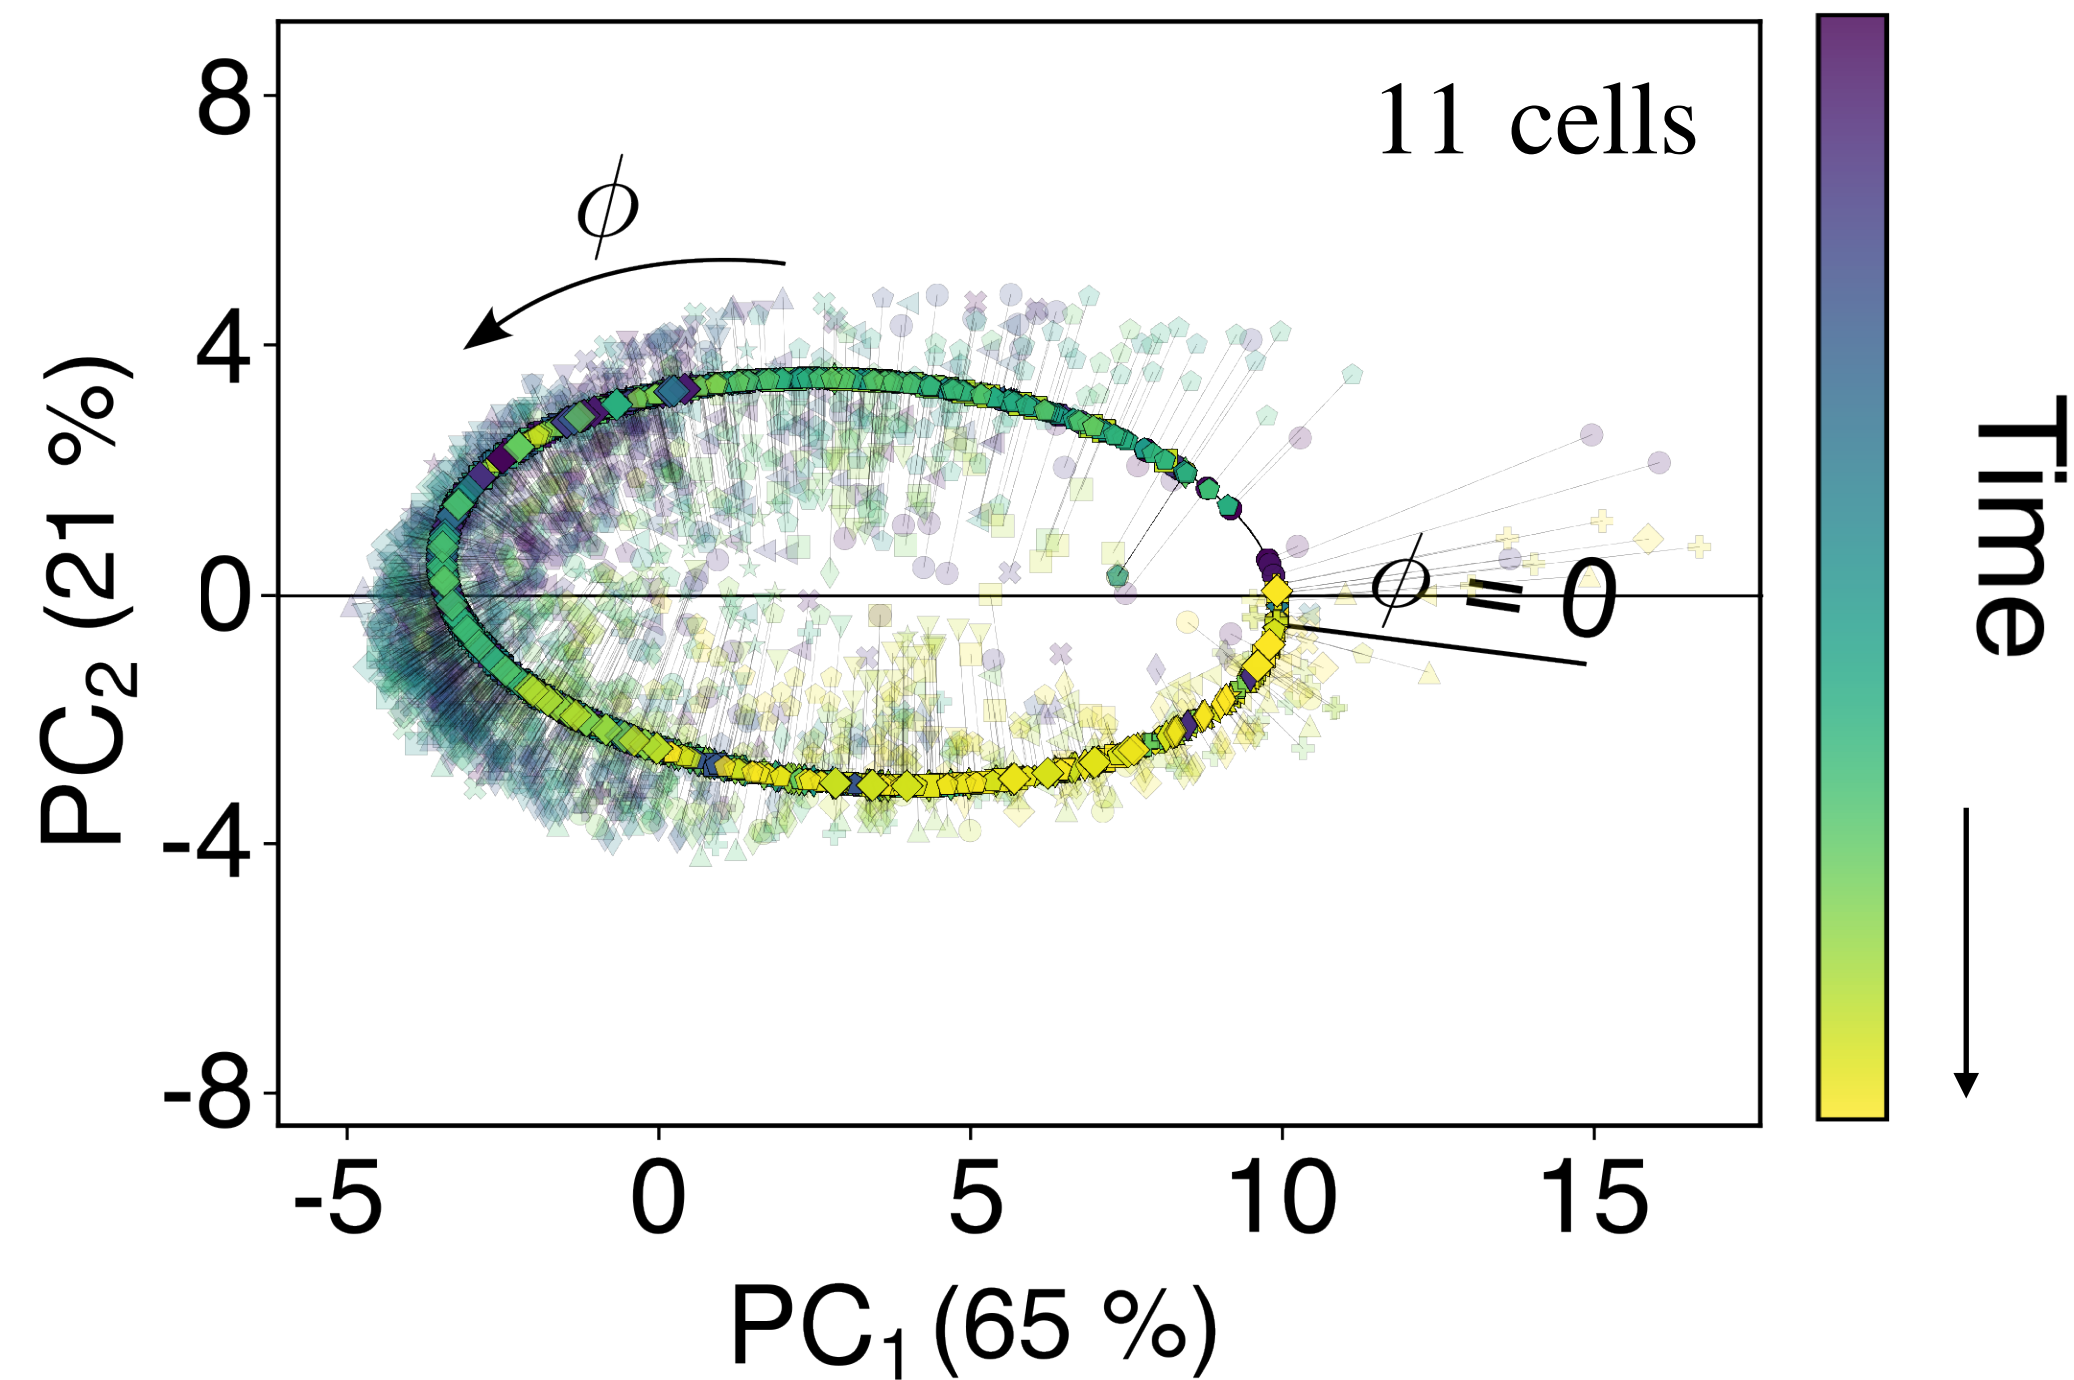 11 cells
ϕ
8
4
0
-4
-8
PC₂ (21 %)
ϕ = 0
-5 0 5 10 15
PC₁ (65 %)
Time